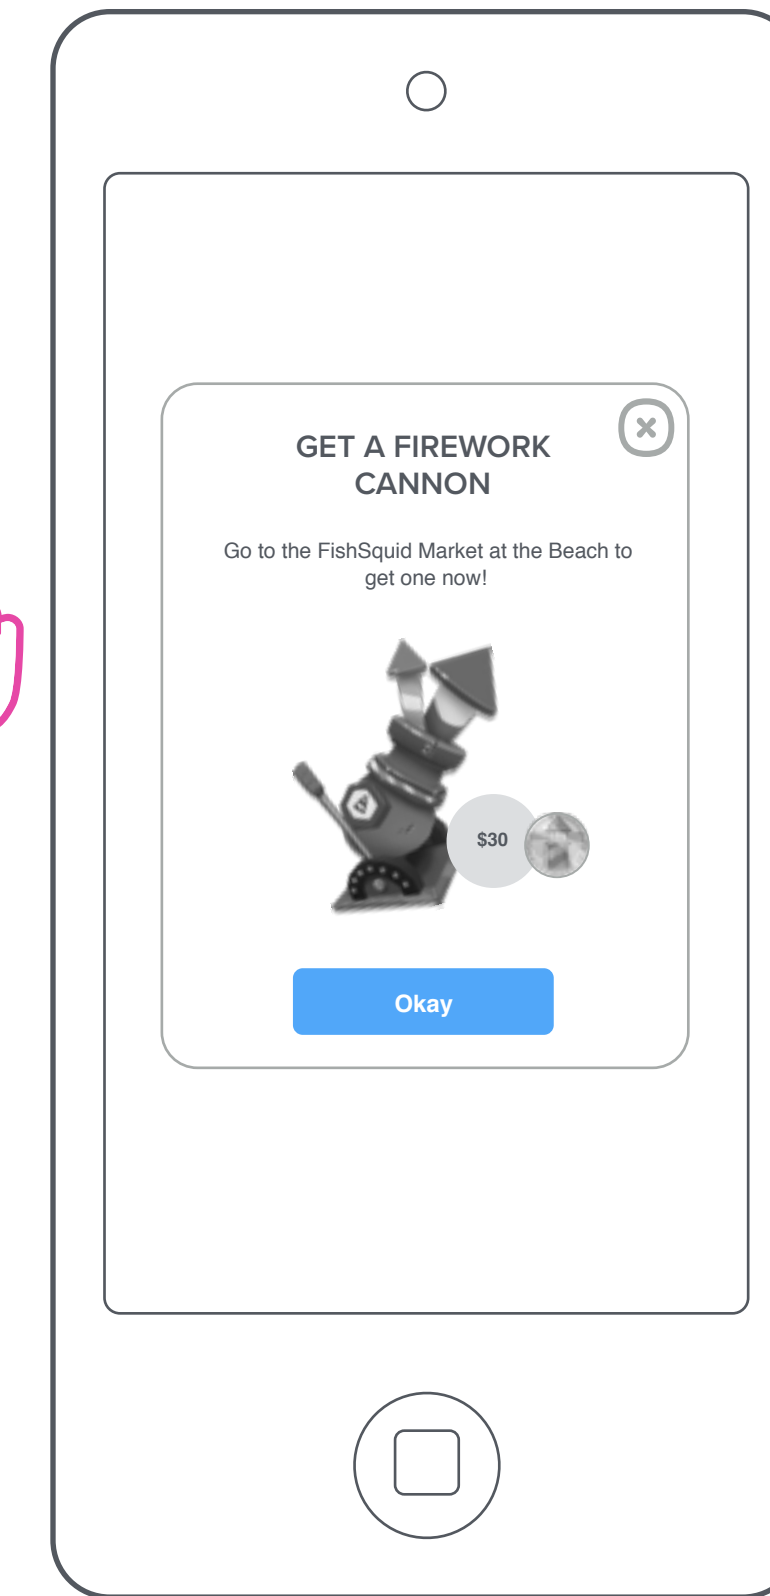 GET A FIREWORK
CANNON
Go to the FishSquid Market at the Beach to
get one now!
$30
Okay